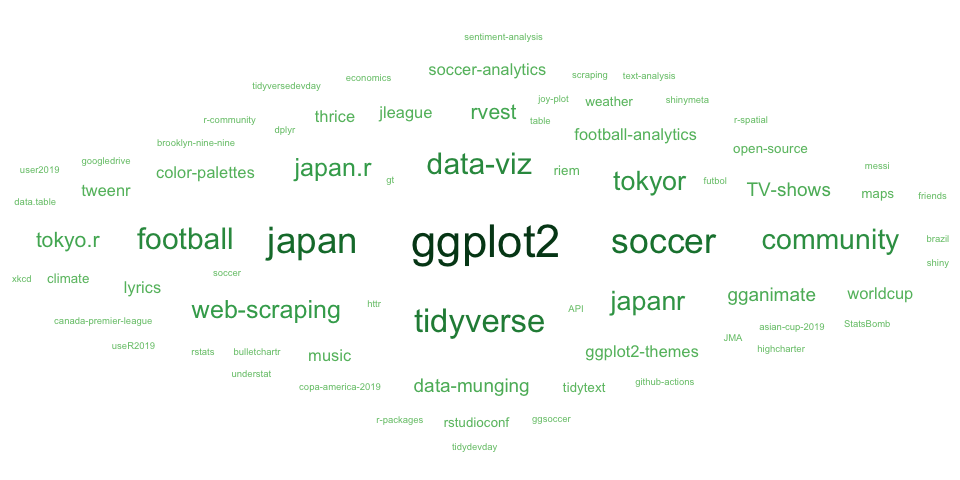 sentiment-analysis
soccer-analytics
economics
scraping
text-analysis
tidyversedevday
joy-plot
weather
shinymeta
thrice
jleague
rvest
r-community
table
r-spatial
dplyr
football-analytics
brooklyn-nine-nine
open-source
googledrive
data-viz
user2019
color-palettes
japan.r
riem
messi
gt
tokyor
futbol
tweenr
TV-shows
maps
friends
data.table
tokyo.r
football
japan
ggplot2
soccer
community
brazil
shiny
xkcd
climate
soccer
lyrics
web-scraping
httr
API
japanr
gganimate
worldcup
canada-premier-league
tidyverse
asian-cup-2019
StatsBomb
JMA
useR2019
rstats
bulletchartr
music
ggplot2-themes
highcharter
understat
copa-america-2019
data-munging
tidytext
github-actions
r-packages
rstudioconf
ggsoccer
tidydevday